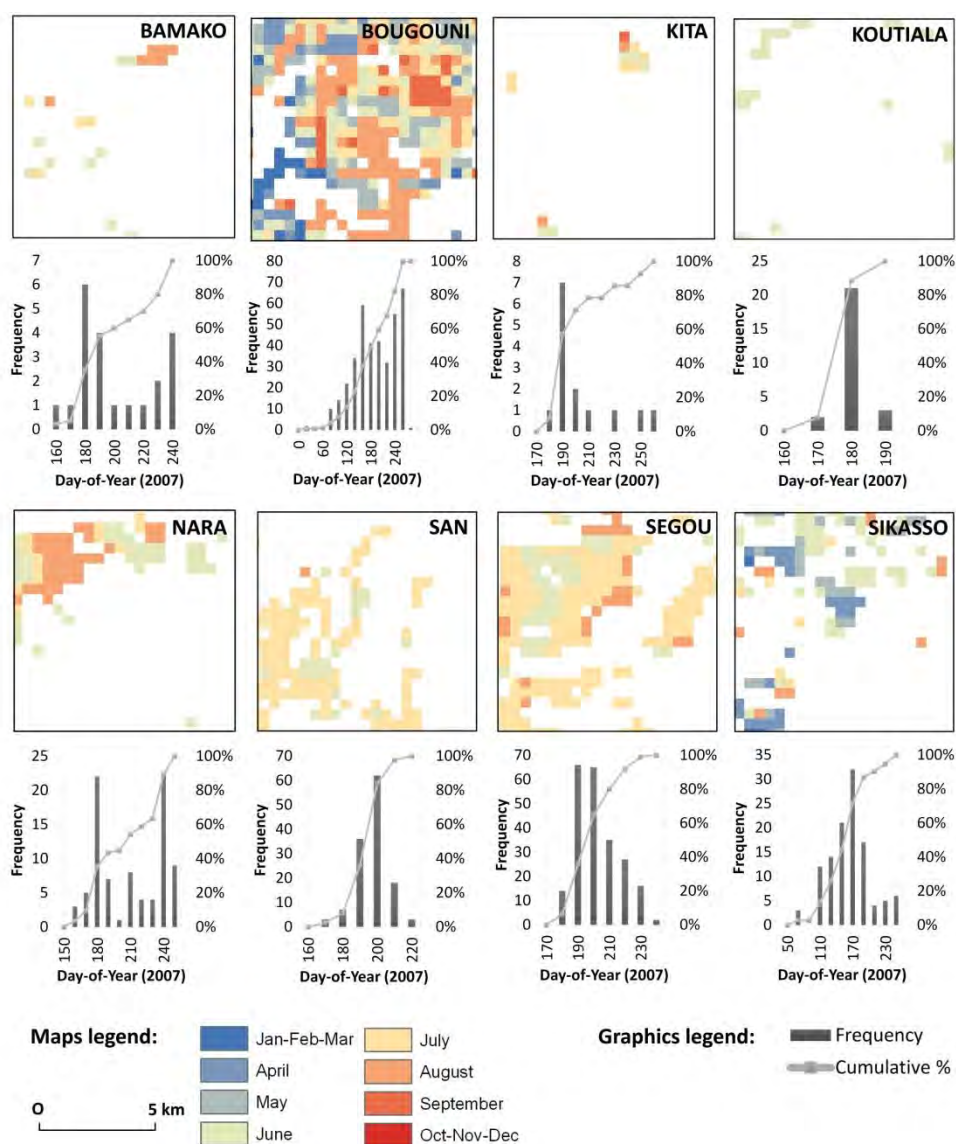 BAMAKO
BOUGOUNI
KITA
KOUTIALA
Frequency
7
6
5
4
3
2
1
0
100%
80%
60%
40%
20%
0%
160 180 200 220 240
Day-of-Year (2007)
Frequency
80
70
60
50
40
30
20
10
0
100%
80%
60%
40%
20%
0%
0 60 120 180 240
Day-of-Year (2007)
Frequency
8
7
6
5
4
3
2
1
0
100%
80%
60%
40%
20%
0%
170 190 210 230 250
Day-of-Year (2007)
Frequency
25
20
15
10
5
0
100%
80%
60%
40%
20%
0%
160 170 180 190
Day-of-Year (2007)
NARA
SAN
SEGOU
SIKASSO
Frequency
25
20
15
10
5
0
100%
80%
60%
40%
20%
0%
150 180 210 240
Day-of-Year (2007)
Frequency
70
60
50
40
30
20
10
0
100%
80%
60%
40%
20%
0%
160 180 200 220
Day-of-Year (2007)
Frequency
70
60
50
40
30
20
10
0
100%
80%
60%
40%
20%
0%
170 190 210 230
Day-of-Year (2007)
Frequency
35
30
25
20
15
10
5
0
100%
80%
60%
40%
20%
0%
50 110 170 230
Day-of-Year (2007)
Maps legend:
Jan-Feb-Mar
April
May
June
July
August
September
Oct-Nov-Dec
O 5 km
Graphics legend:
Frequency
Cumulative %